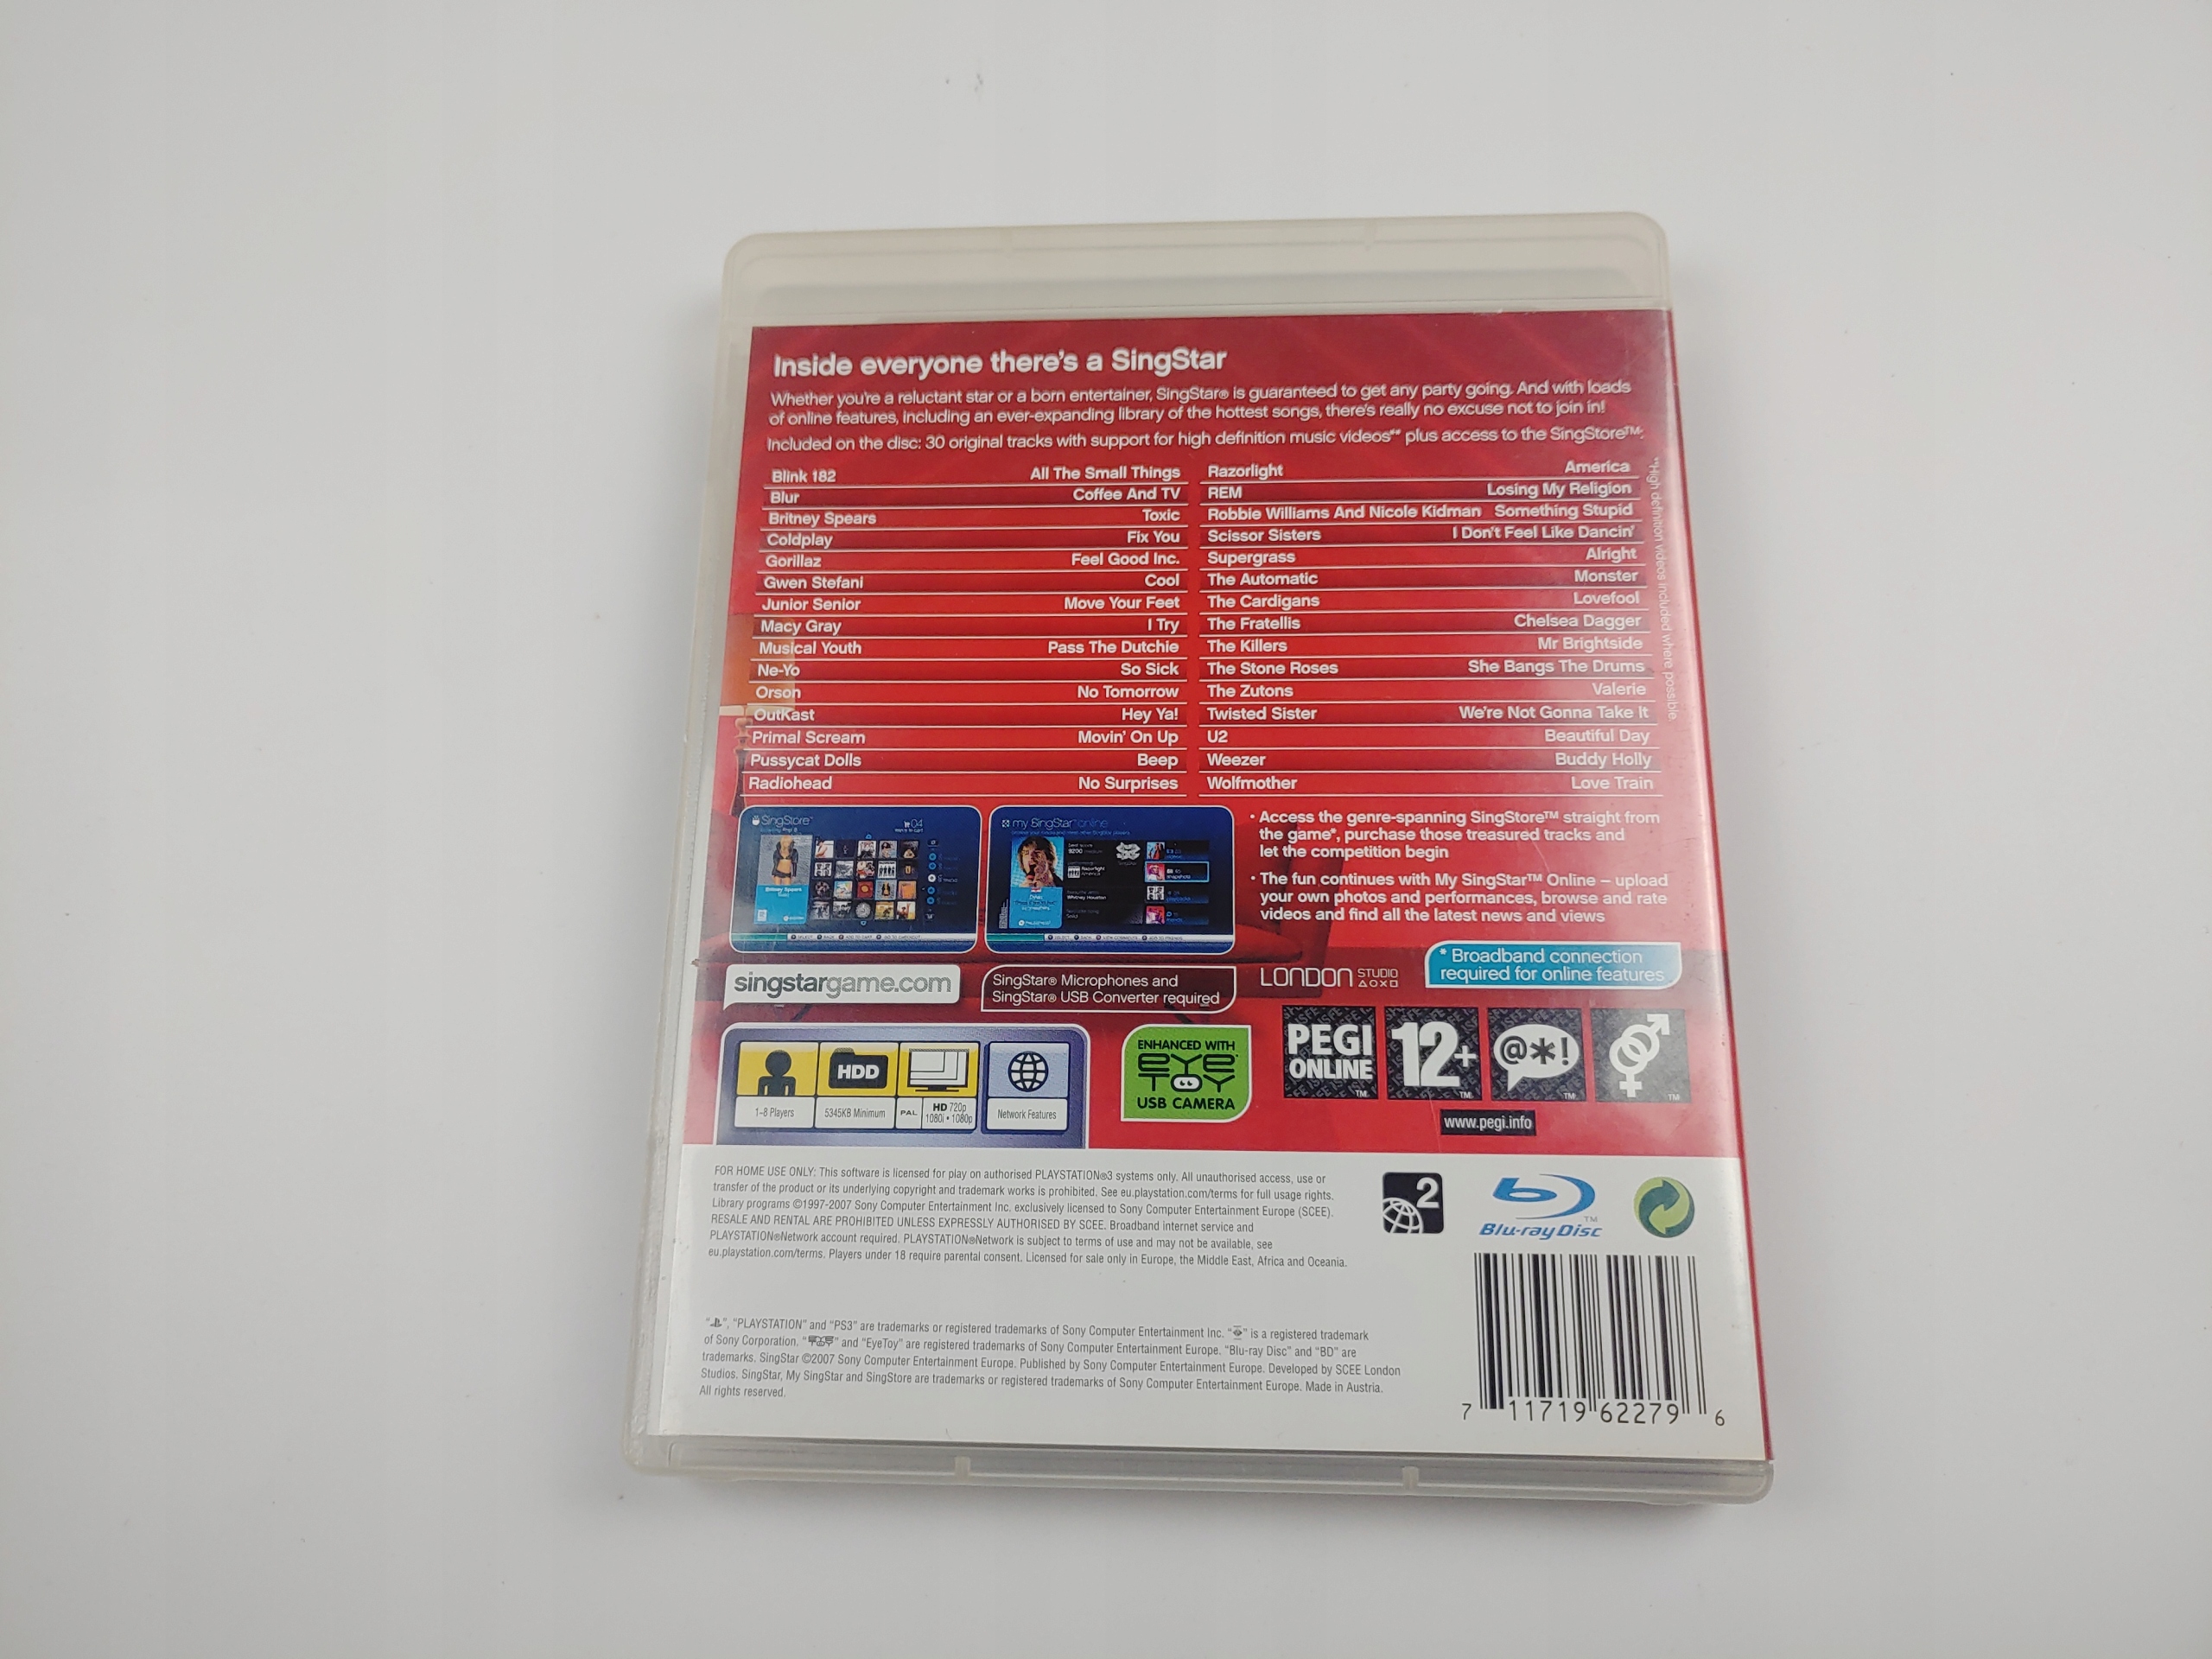 Inside everyone there's a SingStar
Whether you're a reluctant star or a born entertainer, SingStar® is guaranteed to get any party going. And with loads
of online features, including an ever-expanding library of the hottest songs, there's really no excuse not to join in!
Included on the disc: 30 original tracks with support for high definition music videos** plus access to the SingStore™:
Blink 182 All The Small Things
Blur Coffee And TV
Britney Spears Toxic
Coldplay Fix You
Gorillaz Feel Good Inc.
Gwen Stefani Cool
Junior Senior Move Your Feet
Macy Gray I Try
Musical Youth Pass The Dutchie
Ne-Yo So Sick
Orson No Tomorrow
OutKast Hey Ya!
Primal Scream Movin' On Up
Pussycat Dolls Beep
Radiohead No Surprises
Razorlight America
REM Losing My Religion
Robbie Williams And Nicole Kidman Something Stupid
Scissor Sisters I Don't Feel Like Dancin'
Supergrass Alright
The Automatic Monster
The Cardigans Lovefool
The Fratellis Chelsea Dagger
The Killers Mr Brightside
The Stone Roses She Bangs The Drums
The Zutons Valerie
Twisted Sister We're Not Gonna Take It
U2 Beautiful Day
Weezer Buddy Holly
Wolfmother Love Train
**High definition videos included where possible.
SingStore™
04
Britney Spears
my SingStar™online
9200
Razorlight
America
Whitney Houston
• Access the genre-spanning SingStore™ straight from
the game*, purchase those treasured tracks and
let the competition begin
• The fun continues with My SingStar™ Online – upload
your own photos and performances, browse and rate
videos and find all the latest news and views
singstargame.com
SingStar® Microphones and
SingStar® USB Converter required
LONDON STUDIO
* Broadband connection
required for online features
HDD
1–8 Players
5345KB Minimum
PAL
HD 720p
1080i • 1080p
Network Features
ENHANCED WITH
EYE
TOY
USB CAMERA
PEGI
ONLINE
™
12+
™
@*!
™
™
www.pegi.info
FOR HOME USE ONLY: This software is licensed for play on authorised PLAYSTATION®3 systems only. All unauthorised access, use or
transfer of the product or its underlying copyright and trademark works is prohibited. See eu.playstation.com/terms for full usage rights.
Library programs ©1997-2007 Sony Computer Entertainment Inc. exclusively licensed to Sony Computer Entertainment Europe (SCEE).
RESALE AND RENTAL ARE PROHIBITED UNLESS EXPRESSLY AUTHORISED BY SCEE. Broadband internet service and
PLAYSTATION®Network account required. PLAYSTATION®Network is subject to terms of use and may not be available, see
eu.playstation.com/terms. Players under 18 require parental consent. Licensed for sale only in Europe, the Middle East, Africa and Oceania.
2
Blu-ray Disc
™
" ", "PLAYSTATION" and "PS3" are trademarks or registered trademarks of Sony Computer Entertainment Inc. " " is a registered trademark
of Sony Corporation. " " and "EyeToy" are registered trademarks of Sony Computer Entertainment Europe. "Blu-ray Disc" and "BD" are
trademarks. SingStar ©2007 Sony Computer Entertainment Europe. Published by Sony Computer Entertainment Europe. Developed by SCEE London
Studios. SingStar, My SingStar and SingStore are trademarks or registered trademarks of Sony Computer Entertainment Europe. Made in Austria.
All rights reserved.
7 11719 62279 6